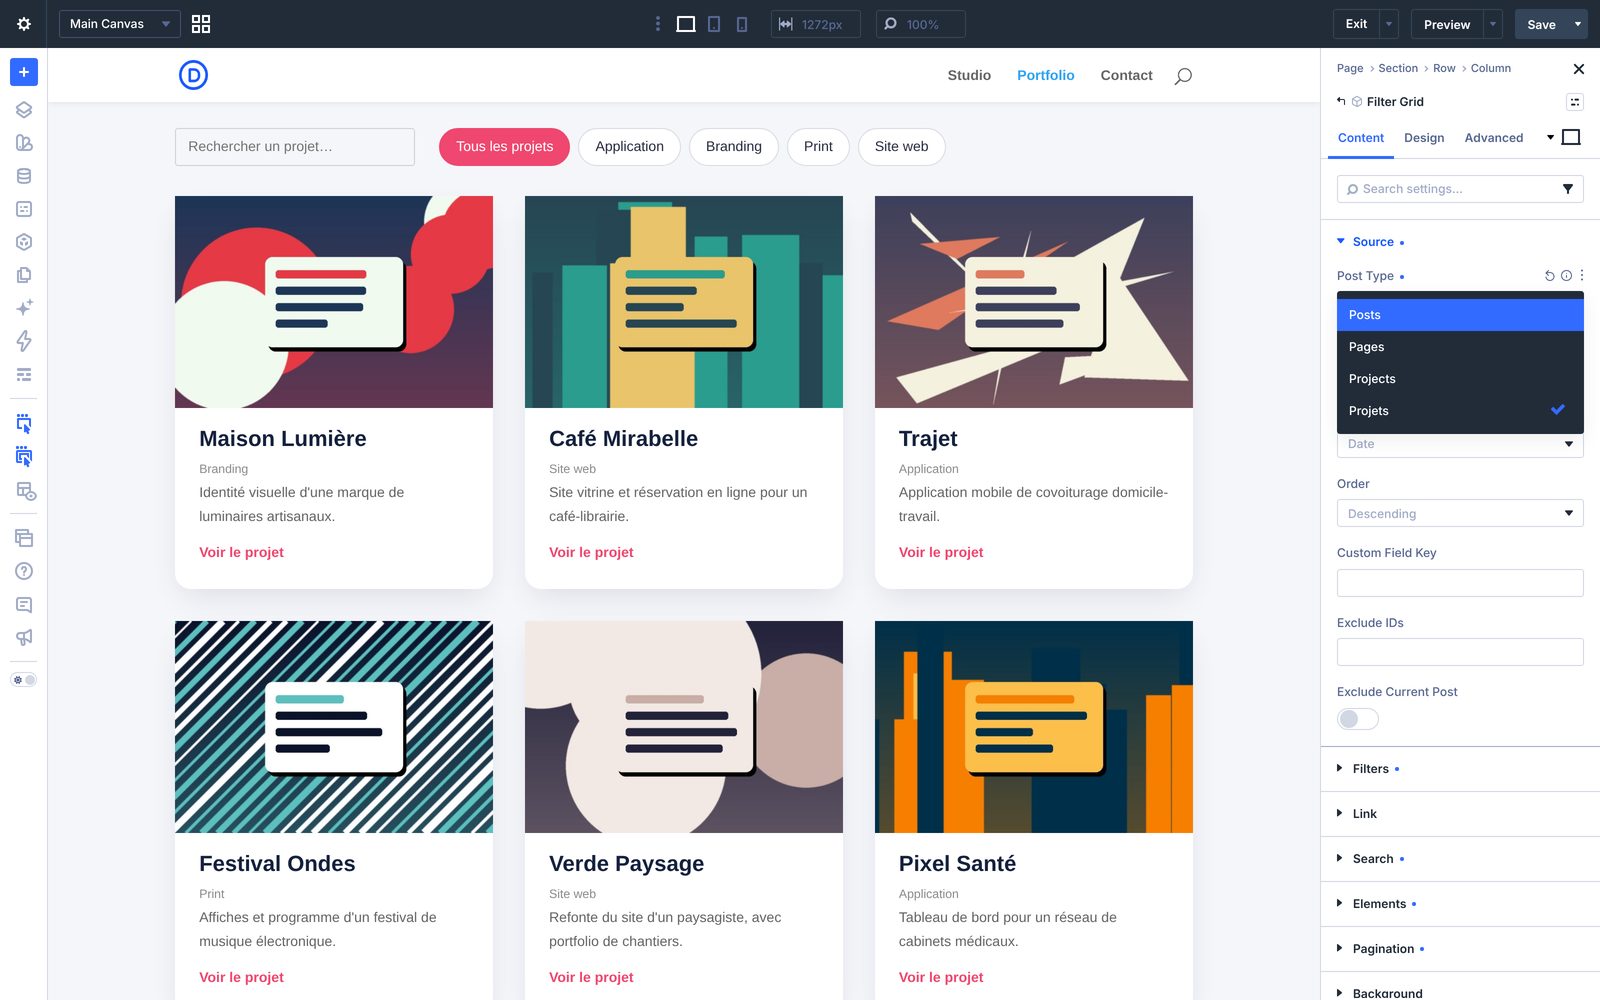 Main Canvas
1272px
100%
Exit
Preview
Save
D
Studio
Portfolio
Contact
Rechercher un projet…
Tous les projets
Application
Branding
Print
Site web
Maison Lumière
Branding
Identité visuelle d'une marque de
luminaires artisanaux.
Voir le projet
Café Mirabelle
Site web
Site vitrine et réservation en ligne pour un
café-librairie.
Voir le projet
Trajet
Application
Application mobile de covoiturage domicile-
travail.
Voir le projet
Festival Ondes
Print
Affiches et programme d'un festival de
musique électronique.
Voir le projet
Verde Paysage
Site web
Refonte du site d'un paysagiste, avec
portfolio de chantiers.
Voir le projet
Pixel Santé
Application
Tableau de bord pour un réseau de
cabinets médicaux.
Voir le projet
Page > Section > Row > Column
Filter Grid
Content
Design
Advanced
Search settings...
Source
Post Type
Posts
Pages
Projects
Projets
Date
Order
Descending
Custom Field Key
Exclude IDs
Exclude Current Post
Filters
Link
Search
Elements
Pagination
Background